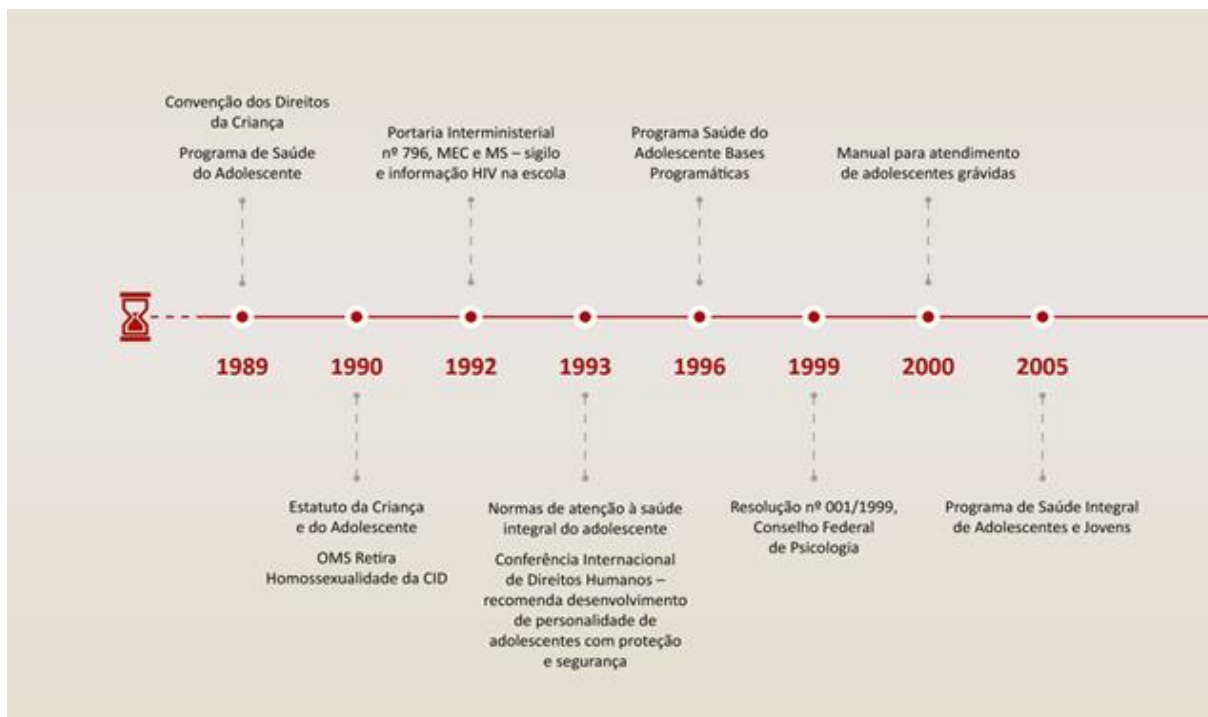 Convenção dos Direitos
da Criança
Programa de Saúde
do Adolescente
Portaria Interministerial
nº 796, MEC e MS – sigilo
e informação HIV na escola
Programa Saúde do
Adolescente Bases
Programáticas
Manual para atendimento
de adolescentes grávidas
1989
1990
1992
1993
1996
1999
2000
2005
Estatuto da Criança
e do Adolescente
OMS Retira
Homossexualidade da CID
Normas de atenção à saúde
integral do adolescente
Conferência Internacional
de Direitos Humanos –
recomenda desenvolvimento
de personalidade de
adolescentes com proteção
e segurança
Resolução nº 001/1999,
Conselho Federal
de Psicologia
Programa de Saúde Integral
de Adolescentes e Jovens